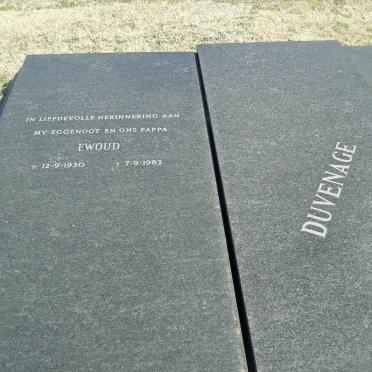 IN LIEFDEVOLLE HERINNERING AAN
MY EGGENOOT EN ONS PAPPA
EWOUD
☆ 12-9-1930 † 7-9-1982
DUVENAGE